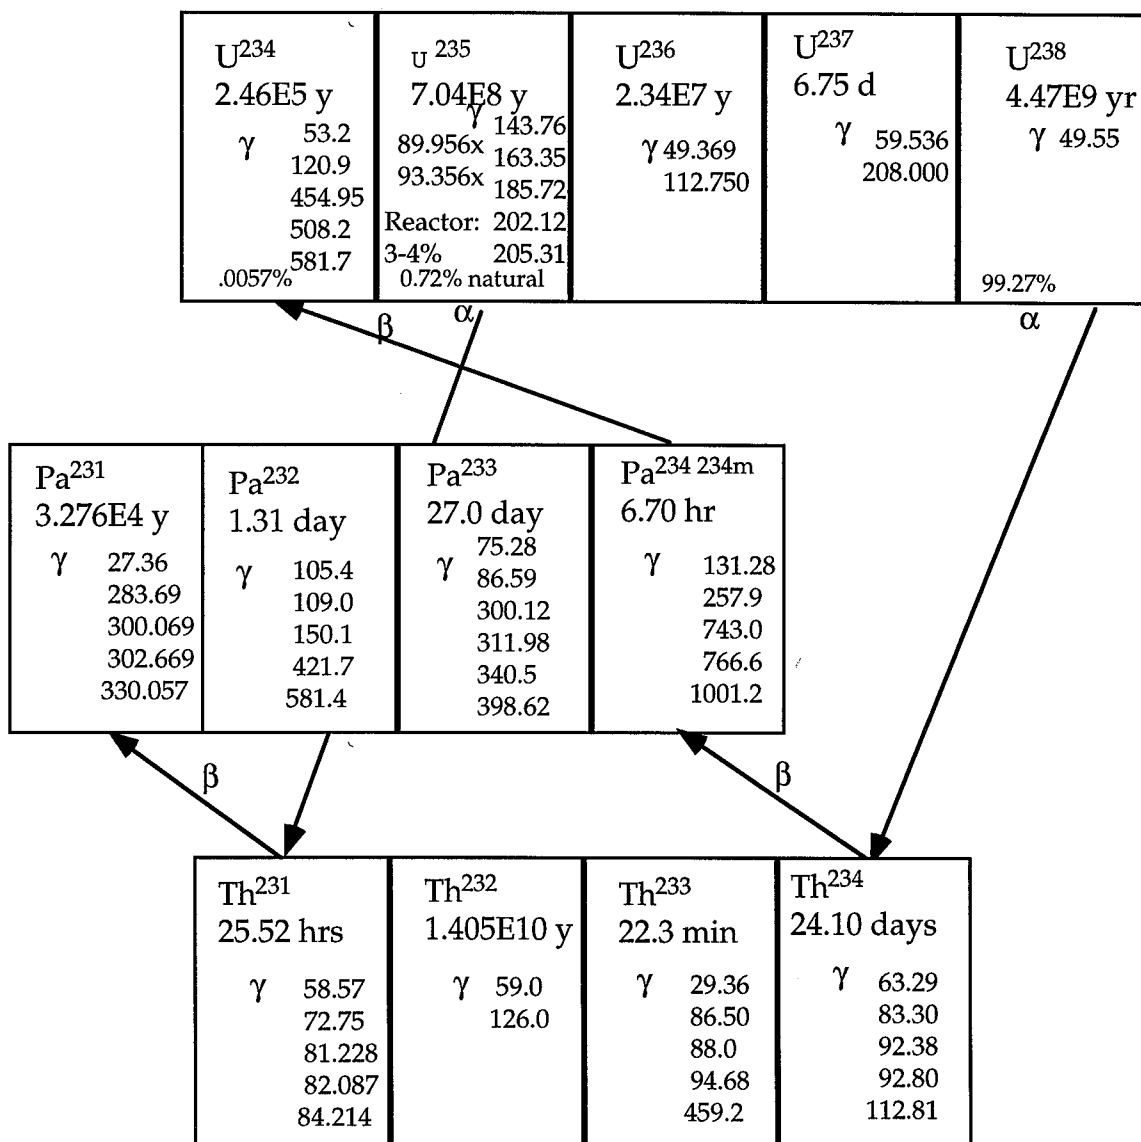 U234
2.46E5 y
γ 53.2
120.9
454.95
508.2
581.7
.0057%
U 235
7.04E8 y
γ 143.76
89.956x 163.35
93.356x 185.72
Reactor: 202.12
3-4% 205.31
0.72% natural
U236
2.34E7 y
γ 49.369
112.750
U237
6.75 d
γ 59.536
208.000
U238
4.47E9 yr
γ 49.55
99.27%
β
α
α
Pa231
3.276E4 y
γ 27.36
283.69
300.069
302.669
330.057
Pa232
1.31 day
γ 105.4
109.0
150.1
421.7
581.4
Pa233
27.0 day
γ 75.28
86.59
300.12
311.98
340.5
398.62
Pa234 234m
6.70 hr
γ 131.28
257.9
743.0
766.6
1001.2
β
β
Th231
25.52 hrs
γ 58.57
72.75
81.228
82.087
84.214
Th232
1.405E10 y
γ 59.0
126.0
Th233
22.3 min
γ 29.36
86.50
88.0
94.68
459.2
Th234
24.10 days
γ 63.29
83.30
92.38
92.80
112.81